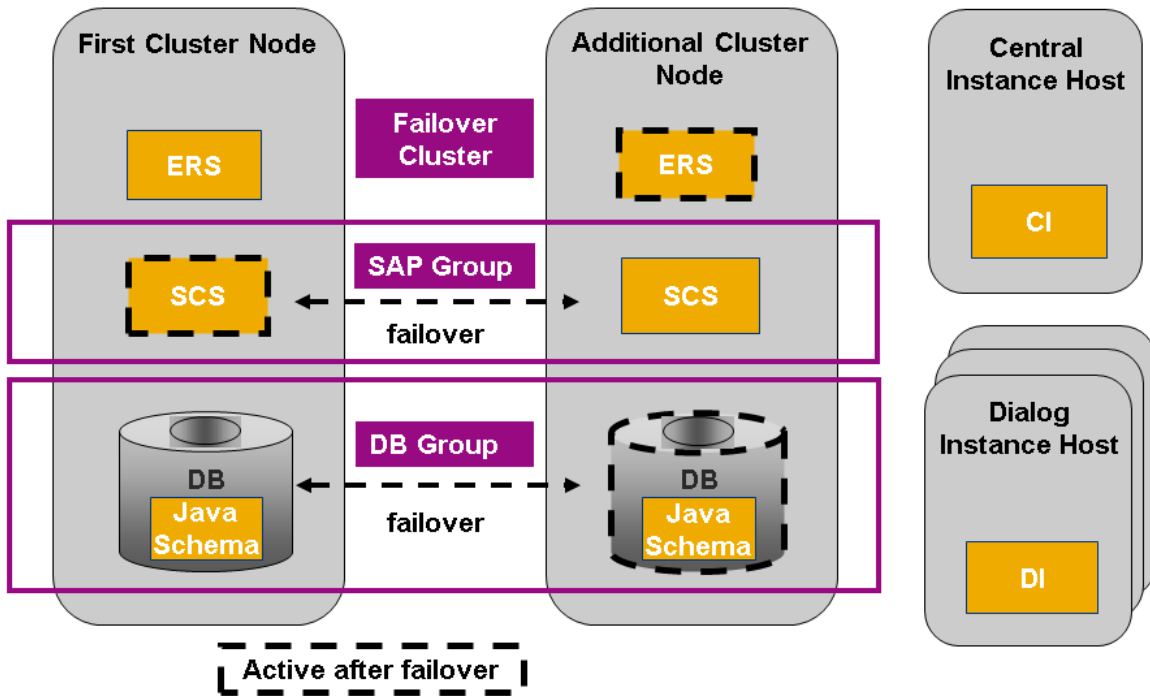 First Cluster Node
Additional Cluster
Node
Central
Instance Host
Failover
Cluster
ERS
ERS
CI
SAP Group
SCS
SCS
failover
Dialog
Instance Host
DB Group
DB
DB
Java
Schema
Java
Schema
failover
DI
Active after failover